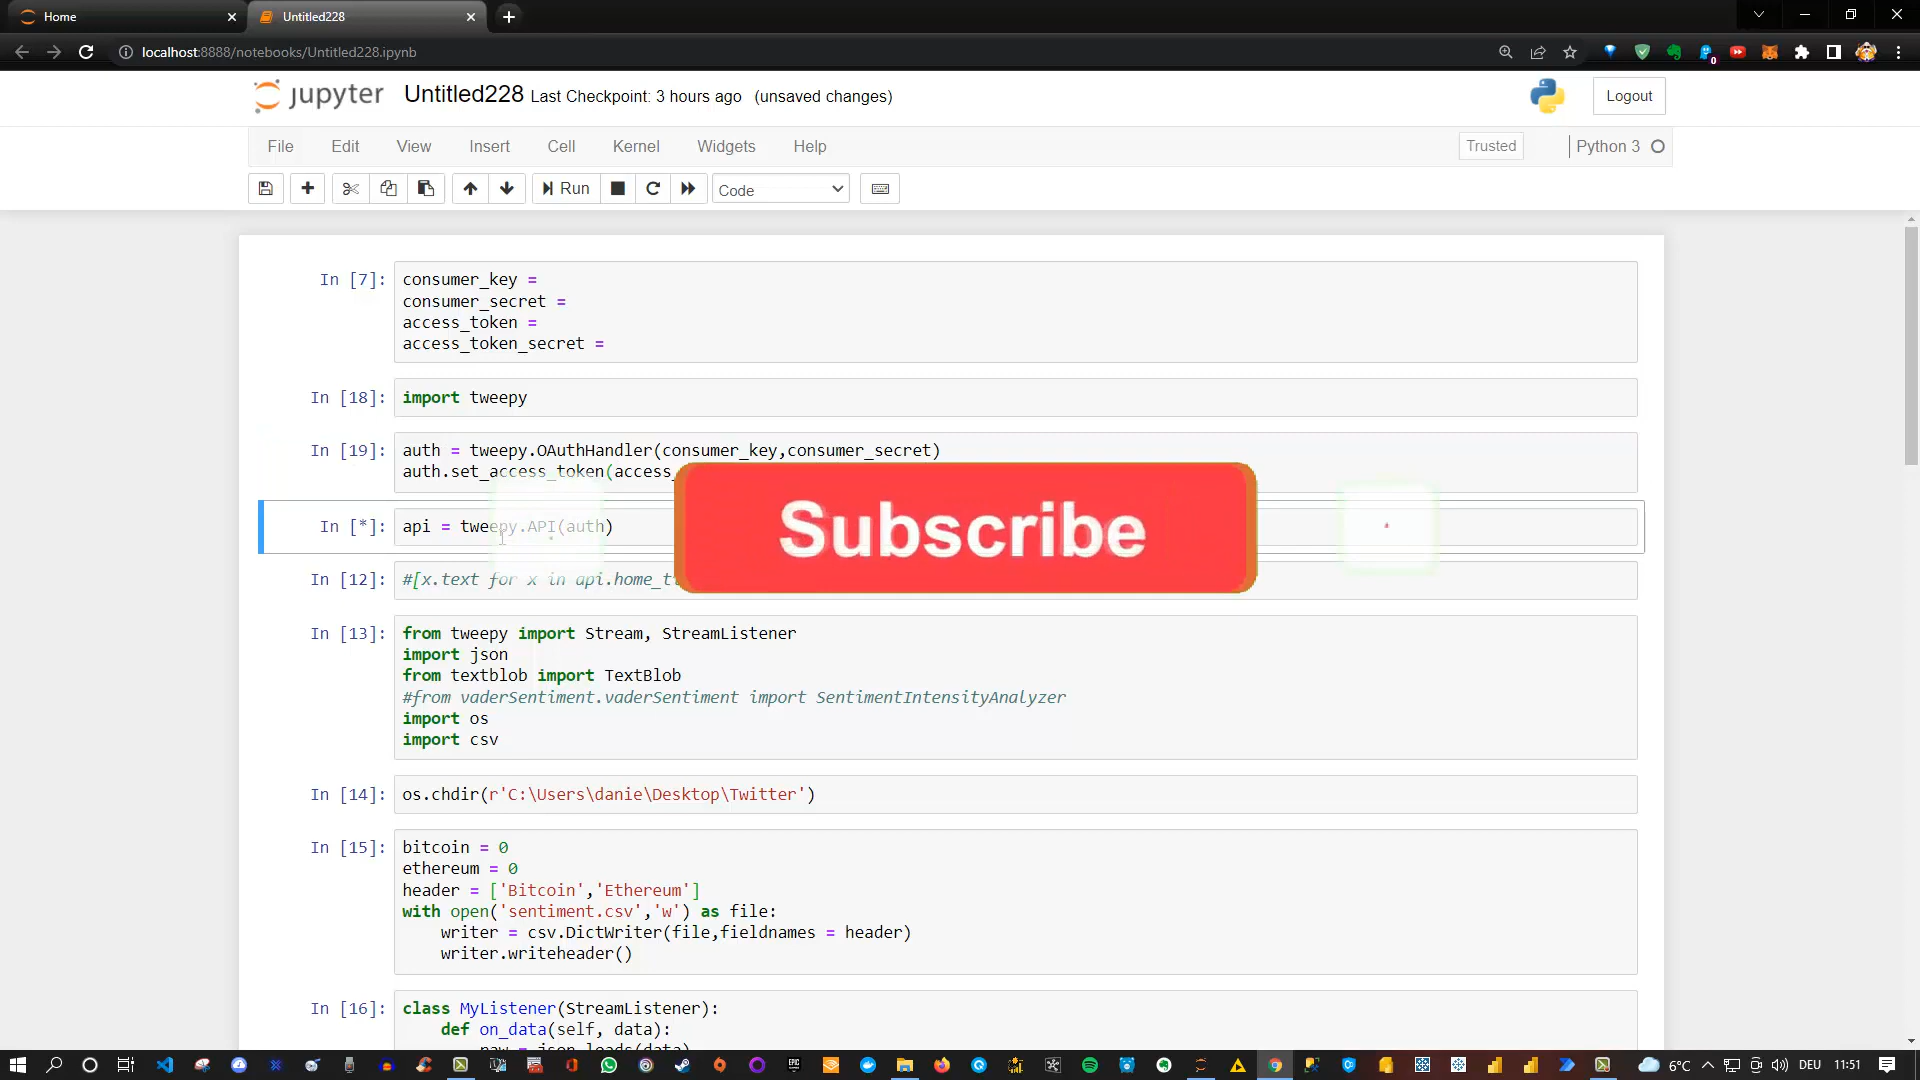 Home
Untitled228
localhost:8888/notebooks/Untitled228.ipynb
0
jupyter Untitled228 Last Checkpoint: 3 hours ago (unsaved changes)
Logout
File Edit View Insert Cell Kernel Widgets Help
Trusted
Python 3
Run
Code
In [7]:
consumer_key =
consumer_secret =
access_token =
access_token_secret =
In [18]:
import tweepy
In [19]:
auth = tweepy.OAuthHandler(consumer_key,consumer_secret)
auth.set_access_token(access_
Subscribe
In [*]:
api = tweepy.API(auth)
In [12]:
#[x.text for x in api.home_t
In [13]:
from tweepy import Stream, StreamListener
import json
from textblob import TextBlob
#from vaderSentiment.vaderSentiment import SentimentIntensityAnalyzer
import os
import csv
In [14]:
os.chdir(r'C:\Users\danie\Desktop\Twitter')
In [15]:
bitcoin = 0
ethereum = 0
header = ['Bitcoin','Ethereum']
with open('sentiment.csv','w') as file:
writer = csv.DictWriter(file,fieldnames = header)
writer.writeheader()
In [16]:
class MyListener(StreamListener):
def on_data(self, data):
raw = json.loads(data)
6°C
DEU
11:51